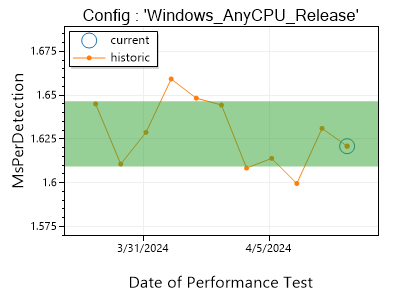 Config : 'Windows_AnyCPU_Release'
current
historic
MsPerDetection
1.675
1.65
1.625
1.6
1.575
3/31/2024
4/5/2024
Date of Performance Test